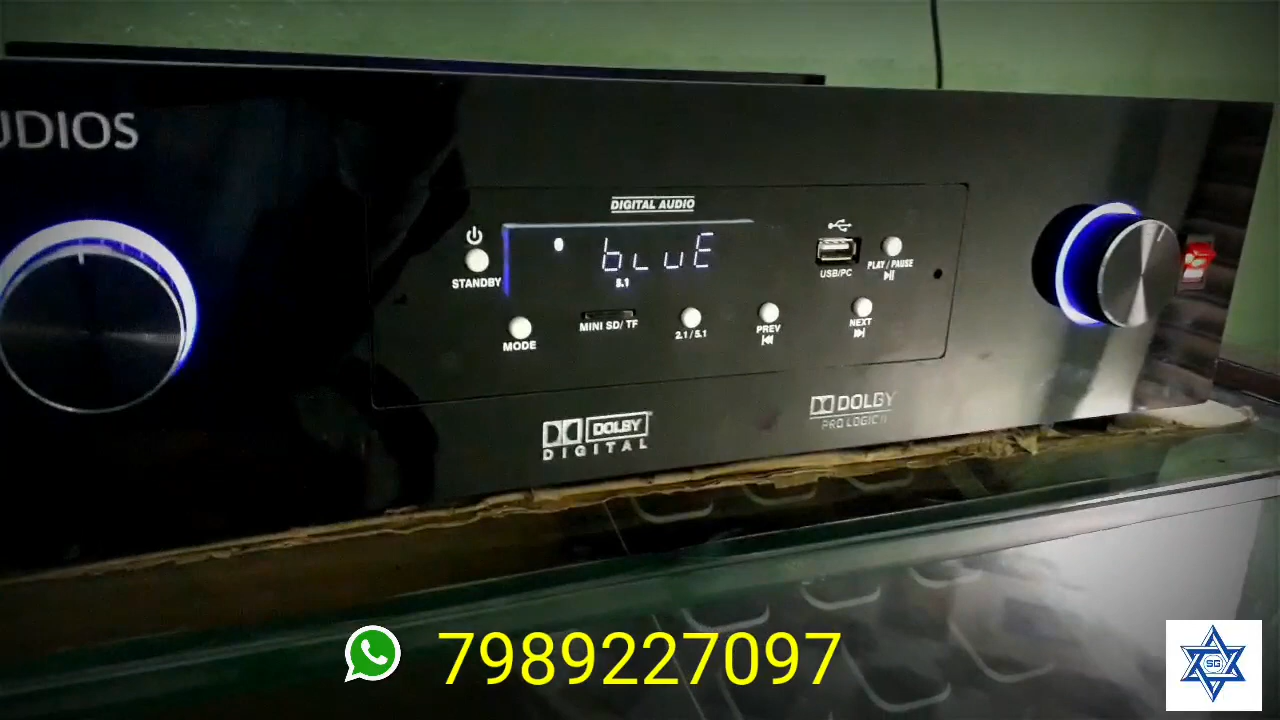 UDIOS
DIGITAL AUDIO
bluE
5.1
STANDBY
USB/PC
PLAY / PAUSE
MODE
MINI SD/ TF
2.1 / 5.1
PREV
NEXT
DOLBY
DIGITAL
DOLBY
PRO LOGIC II
7989227097
SG